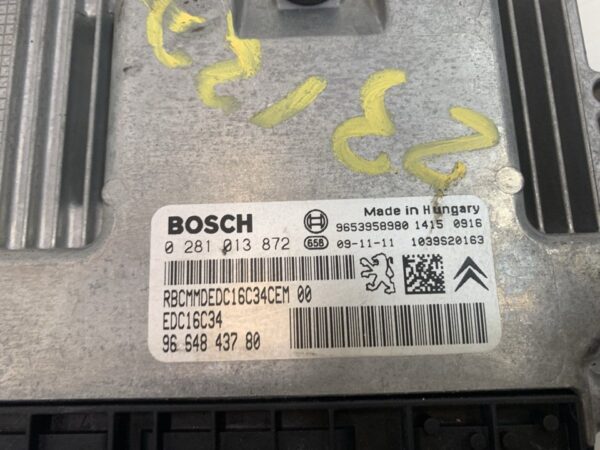 BOSCH Made in Hungary
9653958980 1415 0916
0 281 013 872 658 09-11-11 1039S20163
RBCMMDEDC16C34CEM 00
EDC16C34
96 648 437 80